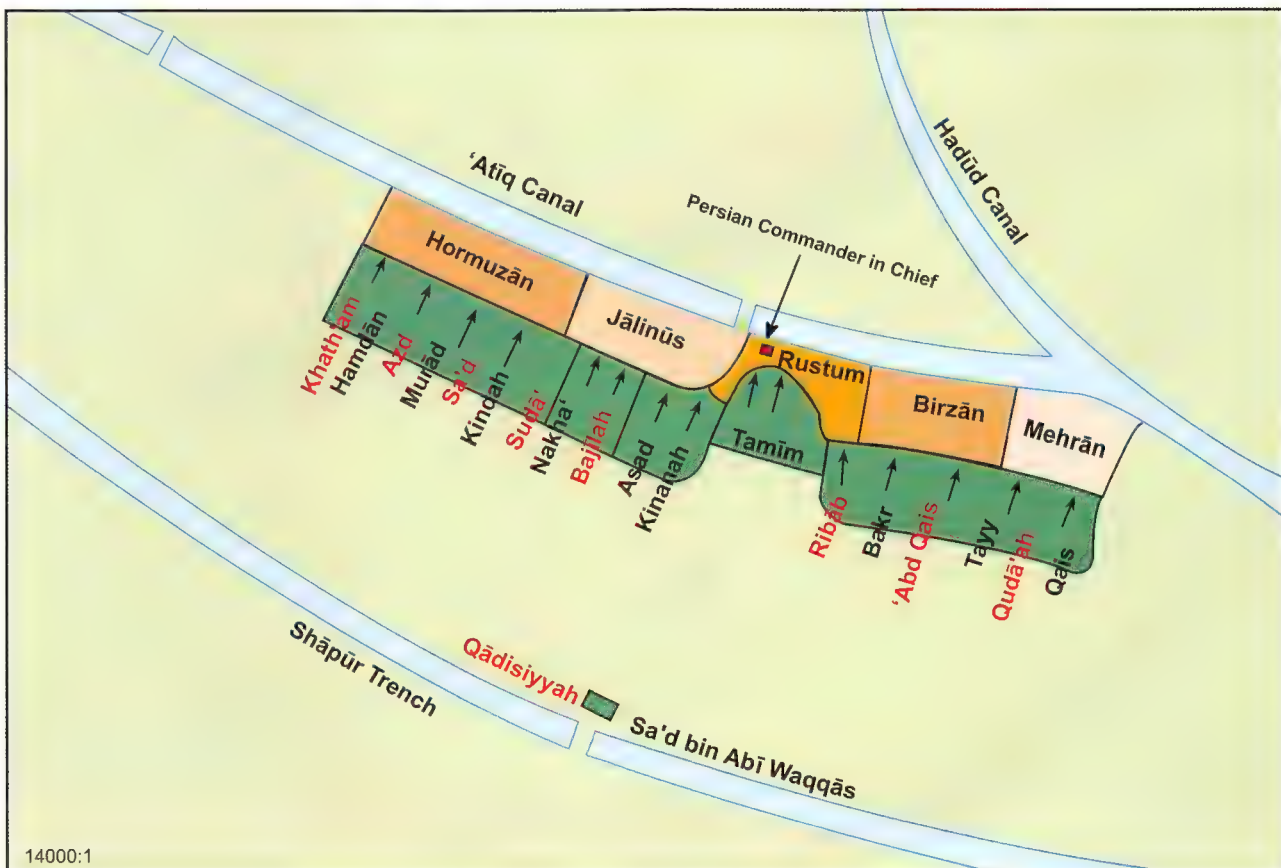 'Atīq Canal
Hadūd Canal
Persian Commander in Chief
Hormuzān
Jālinūs
Rustum
Birzān
Mehrān
Khath'am
Hamdān
Azd
Murād
Sa'd
Kindah
Sudā'
Nakha'
Bajīlah
Asad
Kinanah
Tamīm
Ribāb
Bakr
'Abd Qais
Tayy
Qudā'ah
Qais
Shāpūr Trench
Qādisiyyah
Sa'd bin Abī Waqqās
14000:1